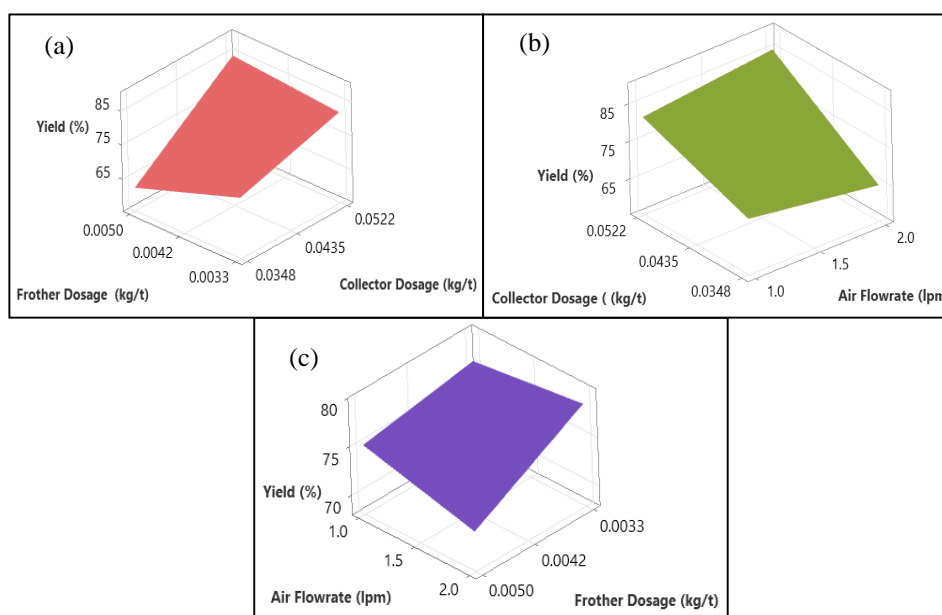 (a)
85
Yield (%)
75
65
0.0050
0.0042
0.0033
0.0522
0.0435
0.0348
Frother Dosage (kg/t)
Collector Dosage (kg/t)
(b)
85
75
Yield (%)
65
0.0522
0.0435
0.0348
2.0
1.5
1.0
Collector Dosage ( (kg/t)
Air Flowrate (lpm
(c)
80
75
Yield (%)
70
1.0
1.5
2.0
0.0033
0.0042
0.0050
Air Flowrate (lpm)
Frother Dosage (kg/t)